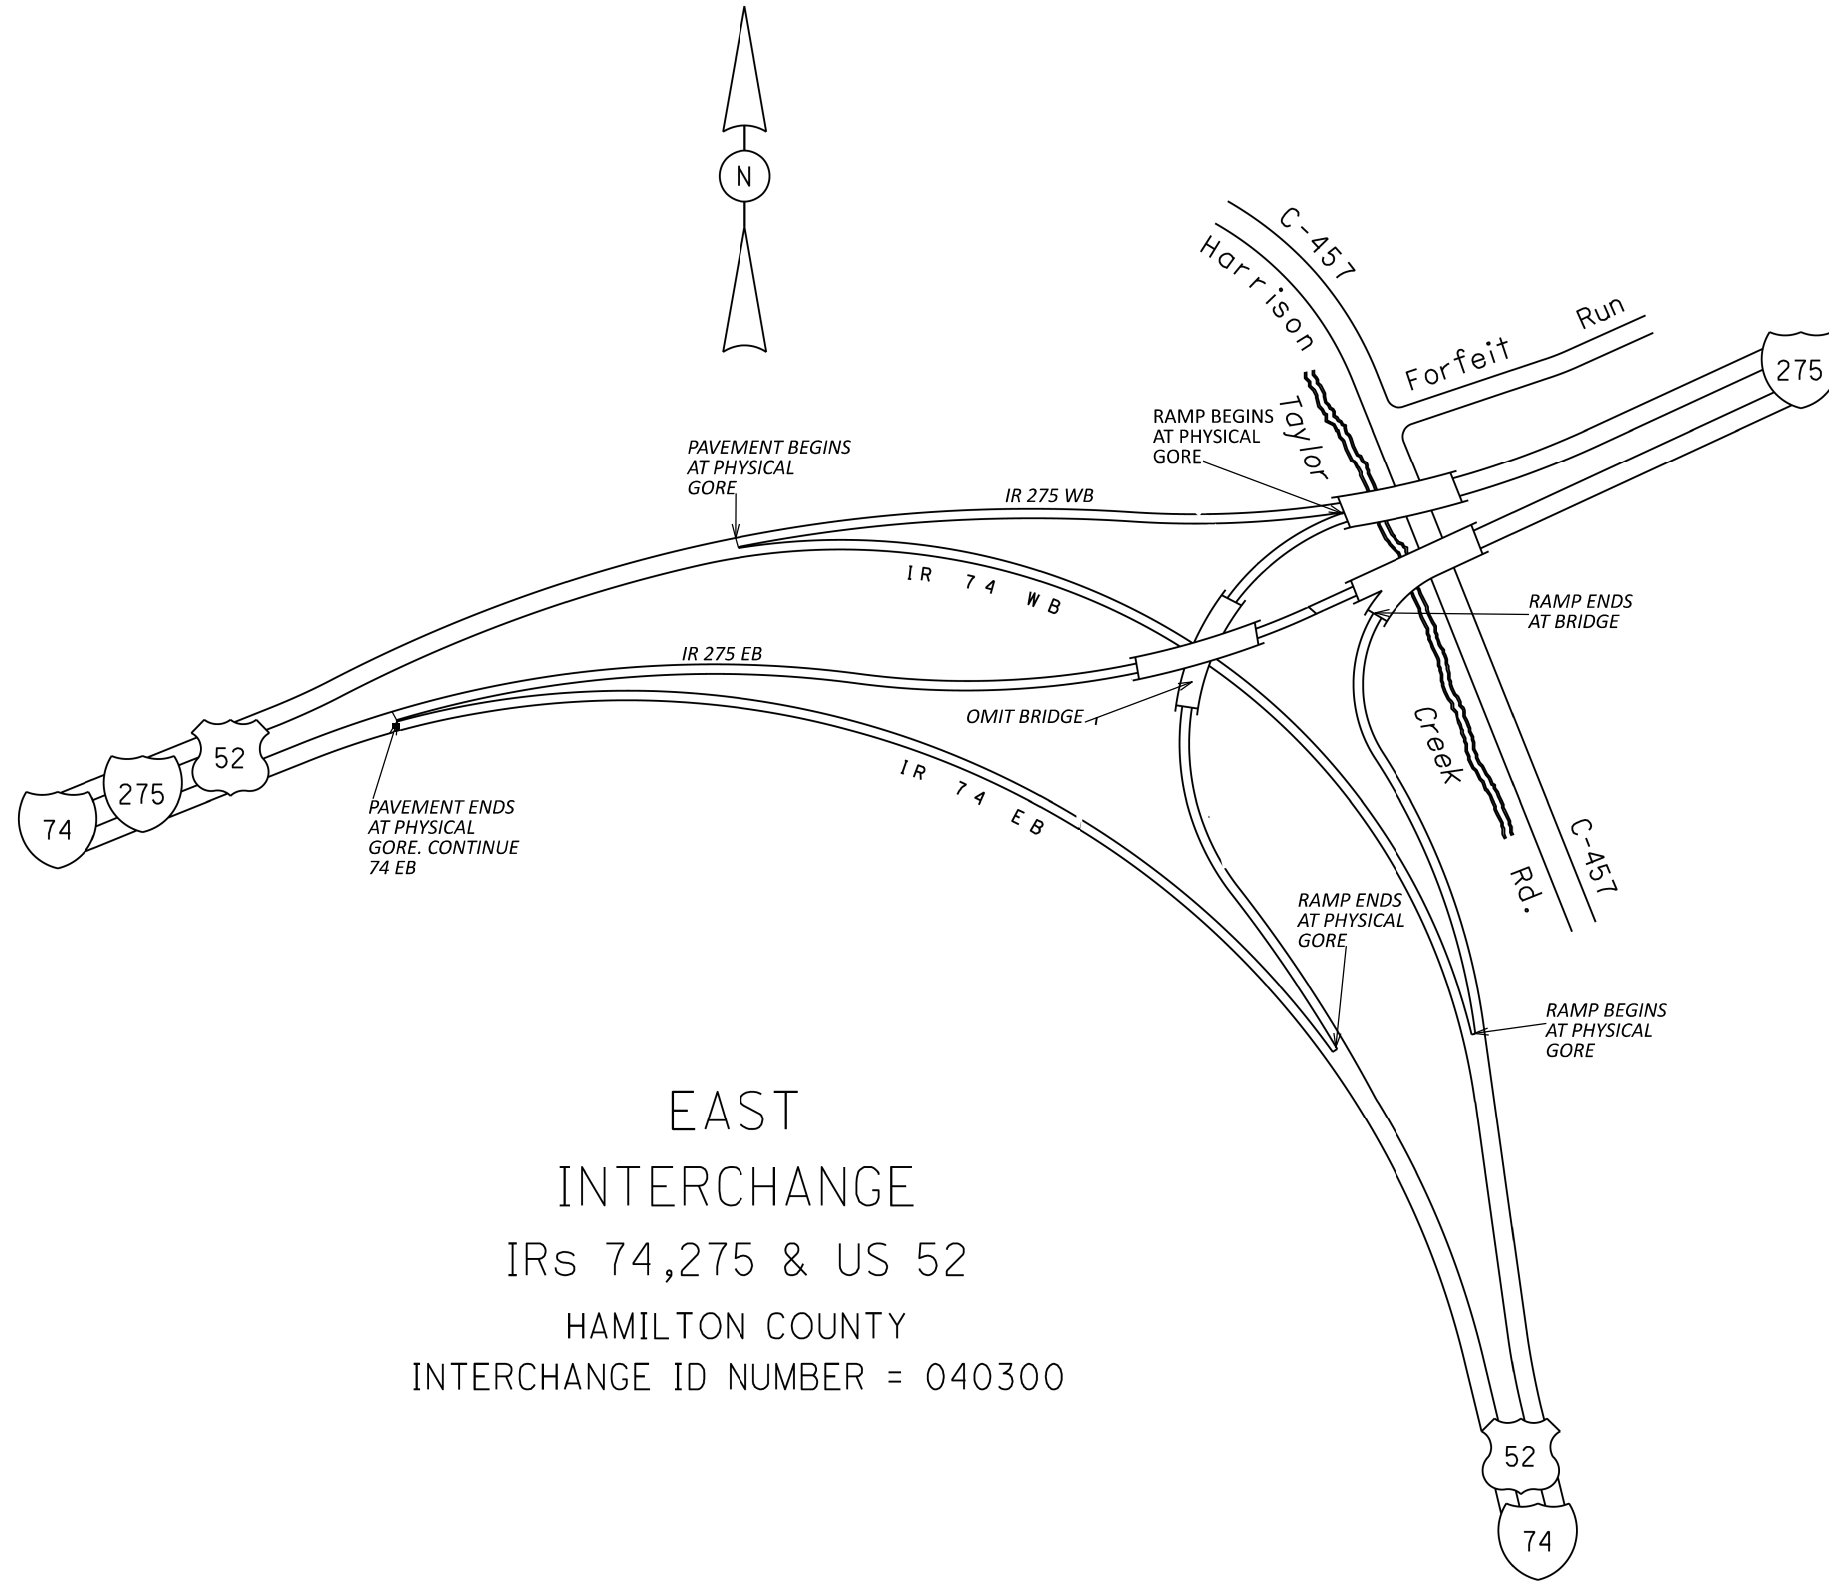 N
C-457
Harrison
Forfeit Run
275
Taylor
RAMP BEGINS
AT PHYSICAL
GORE
PAVEMENT BEGINS
AT PHYSICAL
GORE
IR 275 WB
IR 74 WB
RAMP ENDS
AT BRIDGE
IR 275 EB
OMIT BRIDGE
Creek
52
275
74
IR 74 EB
PAVEMENT ENDS
AT PHYSICAL
GORE. CONTINUE
74 EB
C-457
Rd.
RAMP ENDS
AT PHYSICAL
GORE
RAMP BEGINS
AT PHYSICAL
GORE
EAST
INTERCHANGE
IRs 74,275 & US 52
HAMILTON COUNTY
INTERCHANGE ID NUMBER = 040300
52
74